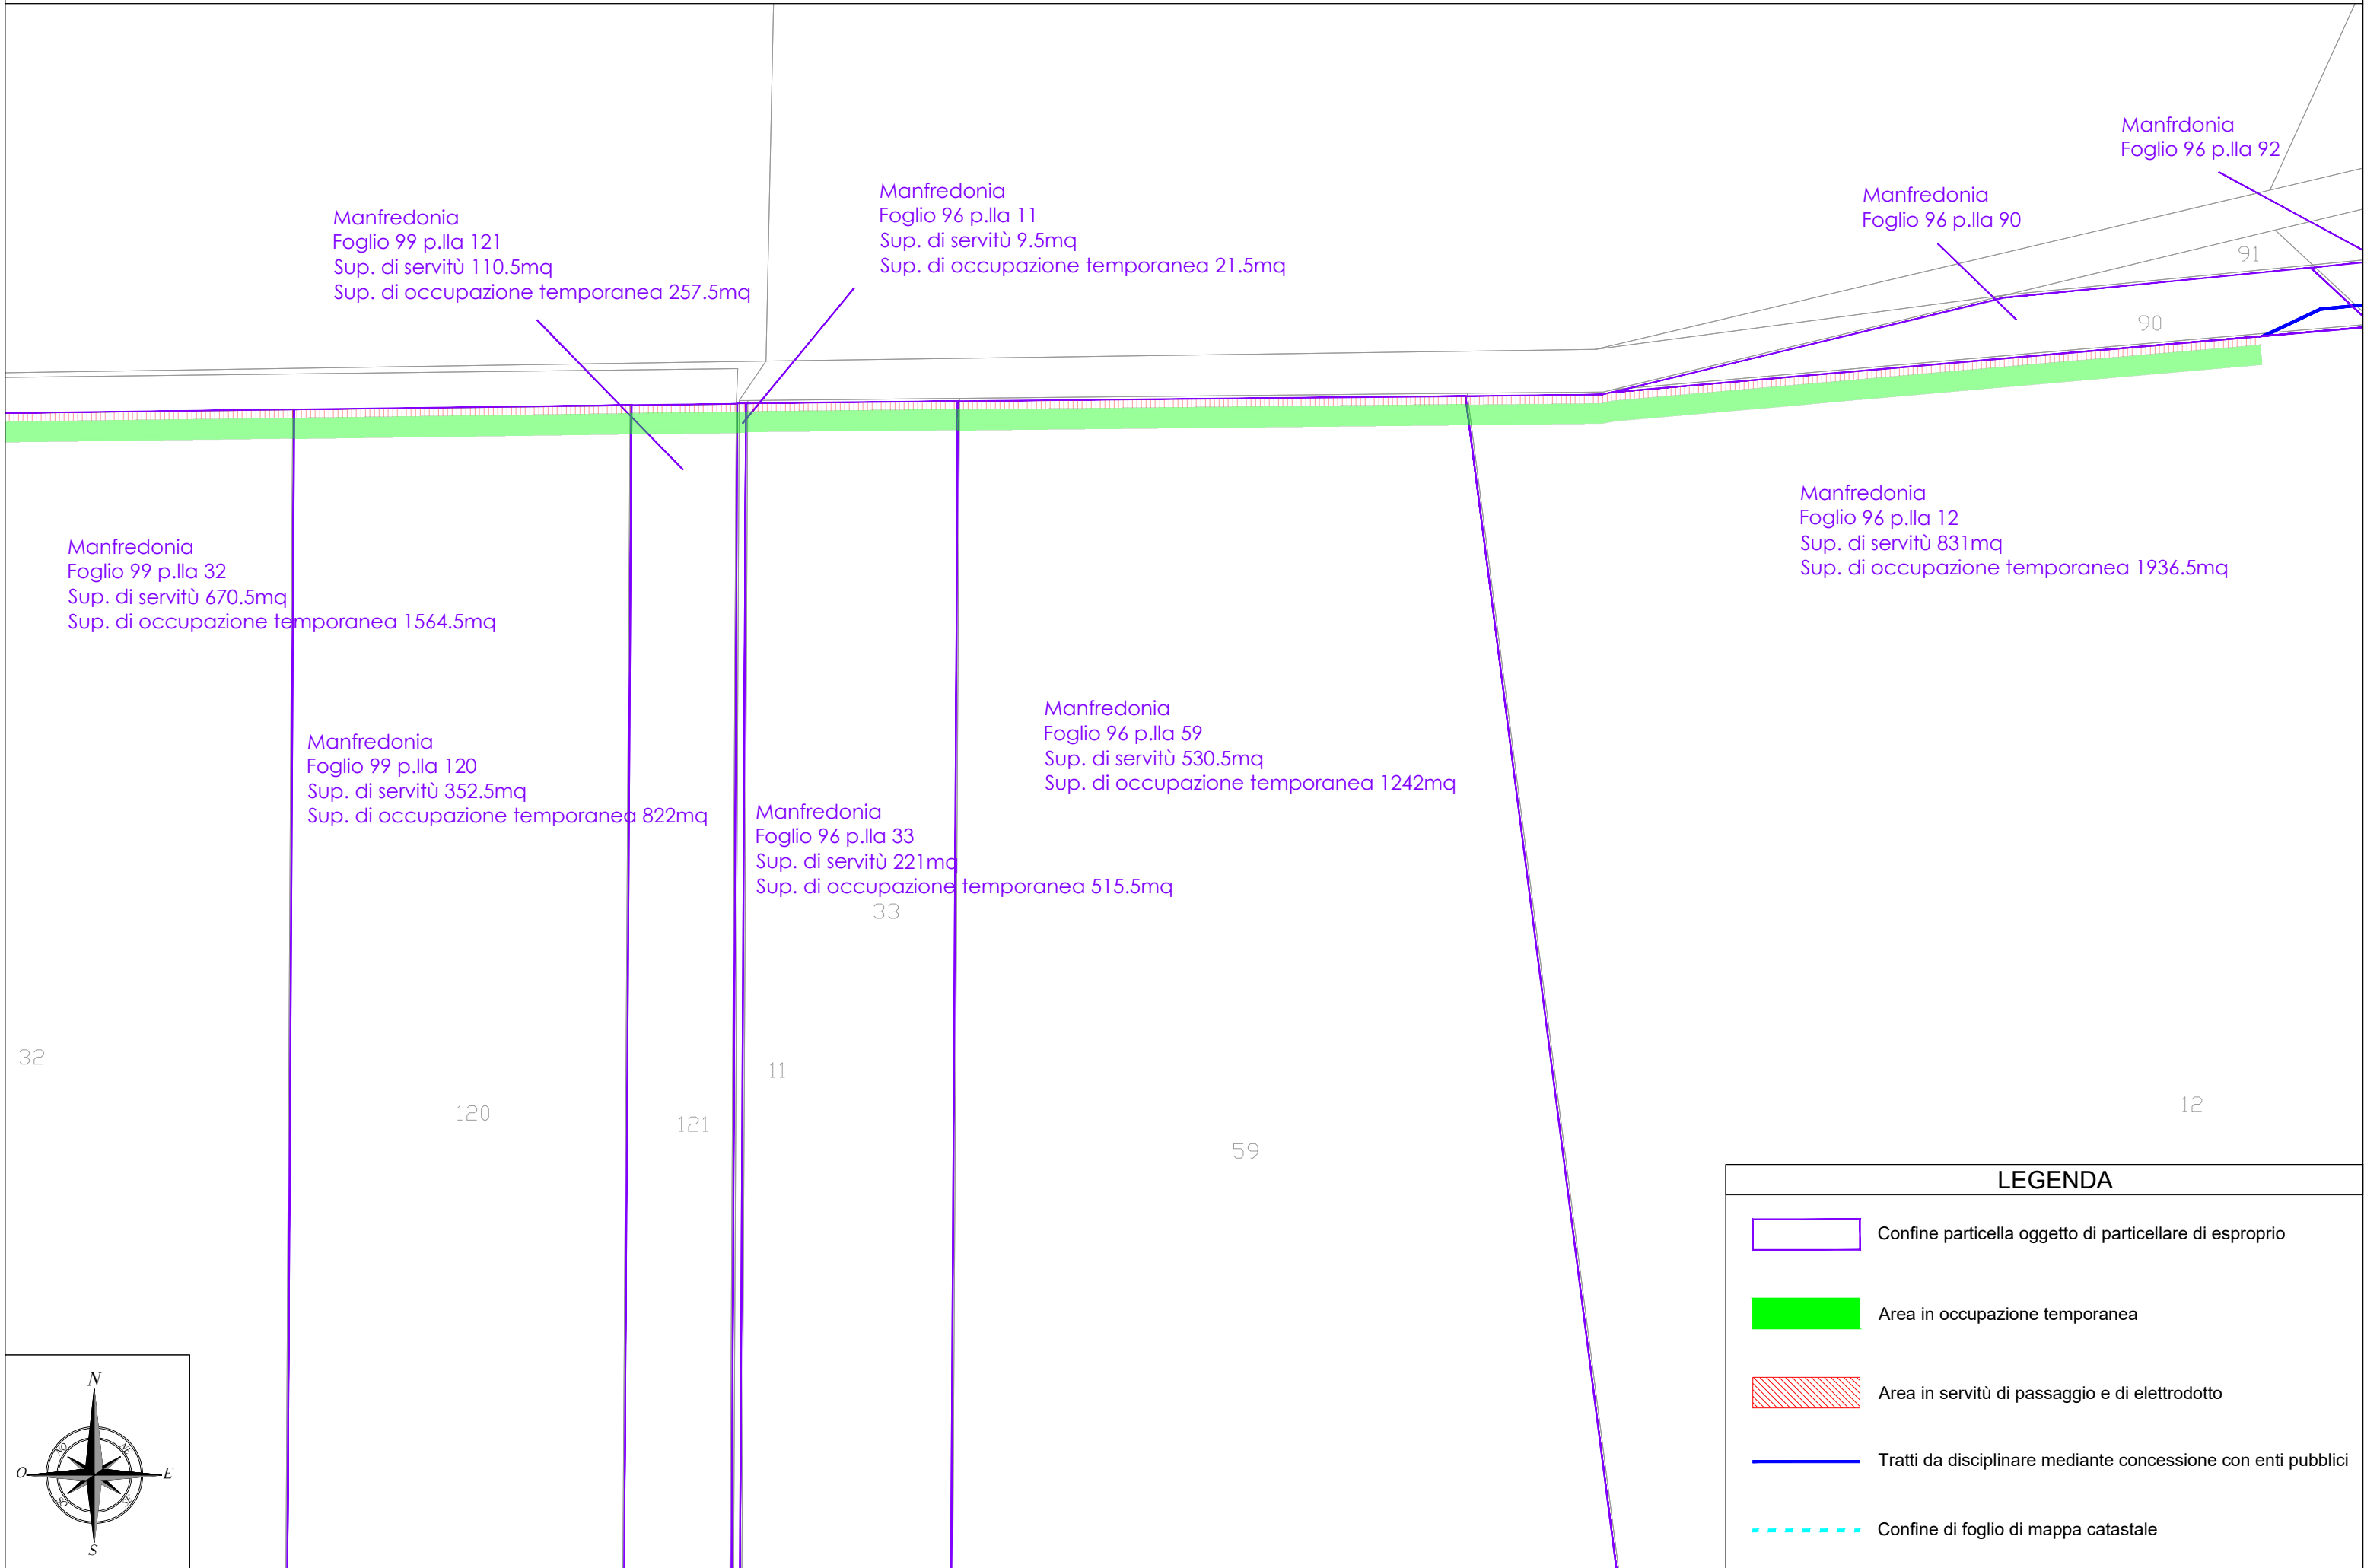 Manfrdonia
Foglio 96 p.lla 92
Manfredonia
Foglio 96 p.lla 90
Manfredonia
Foglio 96 p.lla 11
Sup. di servitù 9.5mq
Sup. di occupazione temporanea 21.5mq
Manfredonia
Foglio 99 p.lla 121
Sup. di servitù 110.5mq
Sup. di occupazione temporanea 257.5mq
91
90
Manfredonia
Foglio 96 p.lla 12
Sup. di servitù 831mq
Sup. di occupazione temporanea 1936.5mq
Manfredonia
Foglio 99 p.lla 32
Sup. di servitù 670.5mq
Sup. di occupazione temporanea 1564.5mq
Manfredonia
Foglio 96 p.lla 59
Sup. di servitù 530.5mq
Sup. di occupazione temporanea 1242mq
Manfredonia
Foglio 99 p.lla 120
Sup. di servitù 352.5mq
Sup. di occupazione temporanea 822mq
Manfredonia
Foglio 96 p.lla 33
Sup. di servitù 221mq
Sup. di occupazione temporanea 515.5mq
33
32
11
120
121
12
59
LEGENDA
Confine particella oggetto di particellare di esproprio
Area in occupazione temporanea
Area in servitù di passaggio e di elettrodotto
Tratti da disciplinare mediante concessione con enti pubblici
Confine di foglio di mappa catastale
N
NO
NE
O
E
SO
SE
S